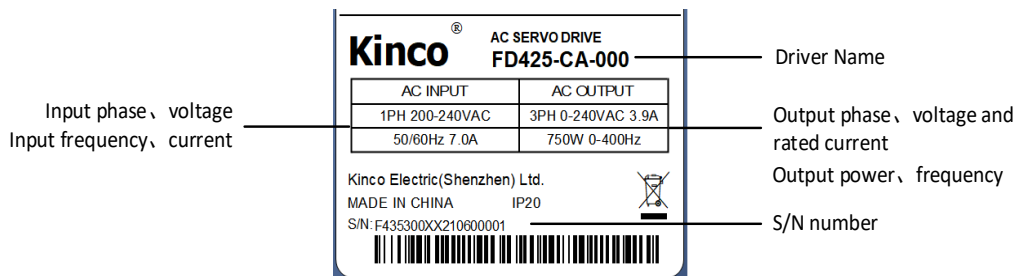 Kinco®
AC SERVO DRIVE
FD425-CA-000
Driver Name
AC INPUT
AC OUTPUT
1PH 200-240VAC
3PH 0-240VAC 3.9A
50/60Hz 7.0A
750W 0-400Hz
Input phase、voltage
Input frequency、current
Output phase、voltage and
rated current
Output power、frequency
Kinco Electric(Shenzhen) Ltd.
MADE IN CHINA IP20
S/N: F435300XX210600001
S/N number